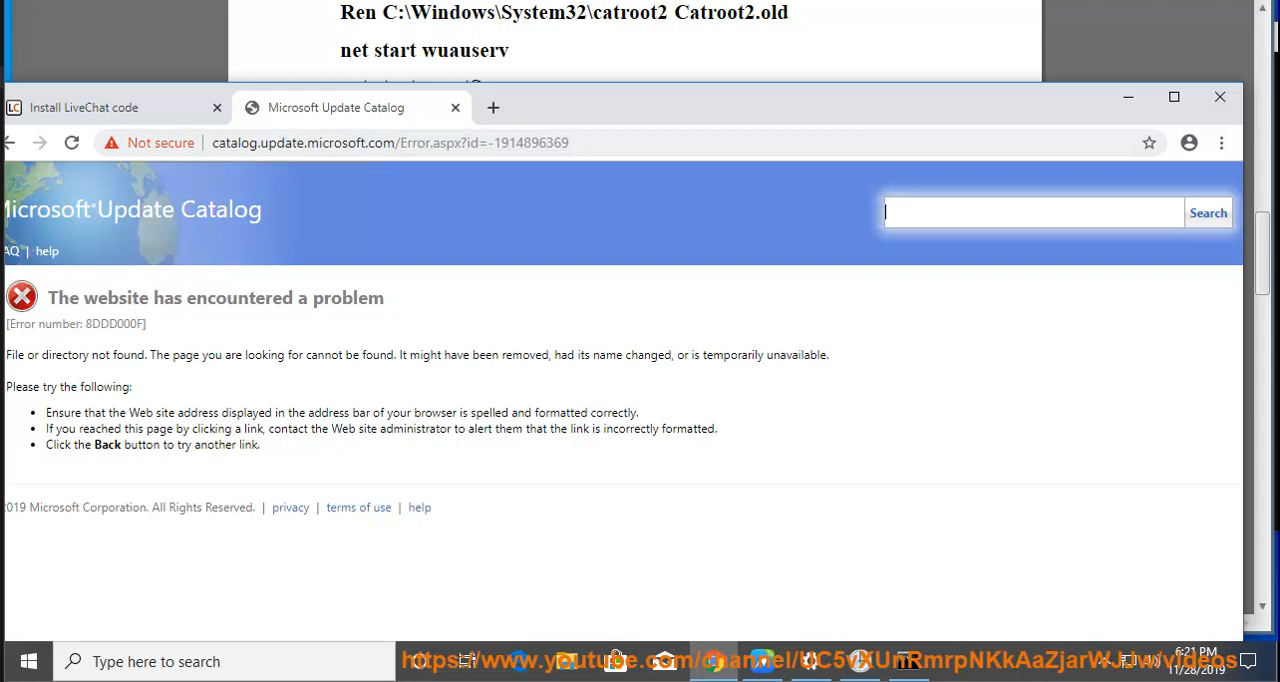 Ren C:\Windows\System32\catroot2 Catroot2.old
net start wuauserv
LC Install LiveChat code
Microsoft Update Catalog
Not secure | catalog.update.microsoft.com/Error.aspx?id=-1914896369
Microsoft Update Catalog
Search
AQ | help
The website has encountered a problem
[Error number: 8DDD000F]
File or directory not found. The page you are looking for cannot be found. It might have been removed, had its name changed, or is temporarily unavailable.
Please try the following:
Ensure that the Web site address displayed in the address bar of your browser is spelled and formatted correctly.
If you reached this page by clicking a link, contact the Web site administrator to alert them that the link is incorrectly formatted.
Click the Back button to try another link.
2019 Microsoft Corporation. All Rights Reserved. | privacy | terms of use | help
Type here to search
6:21 PM
11/28/2019